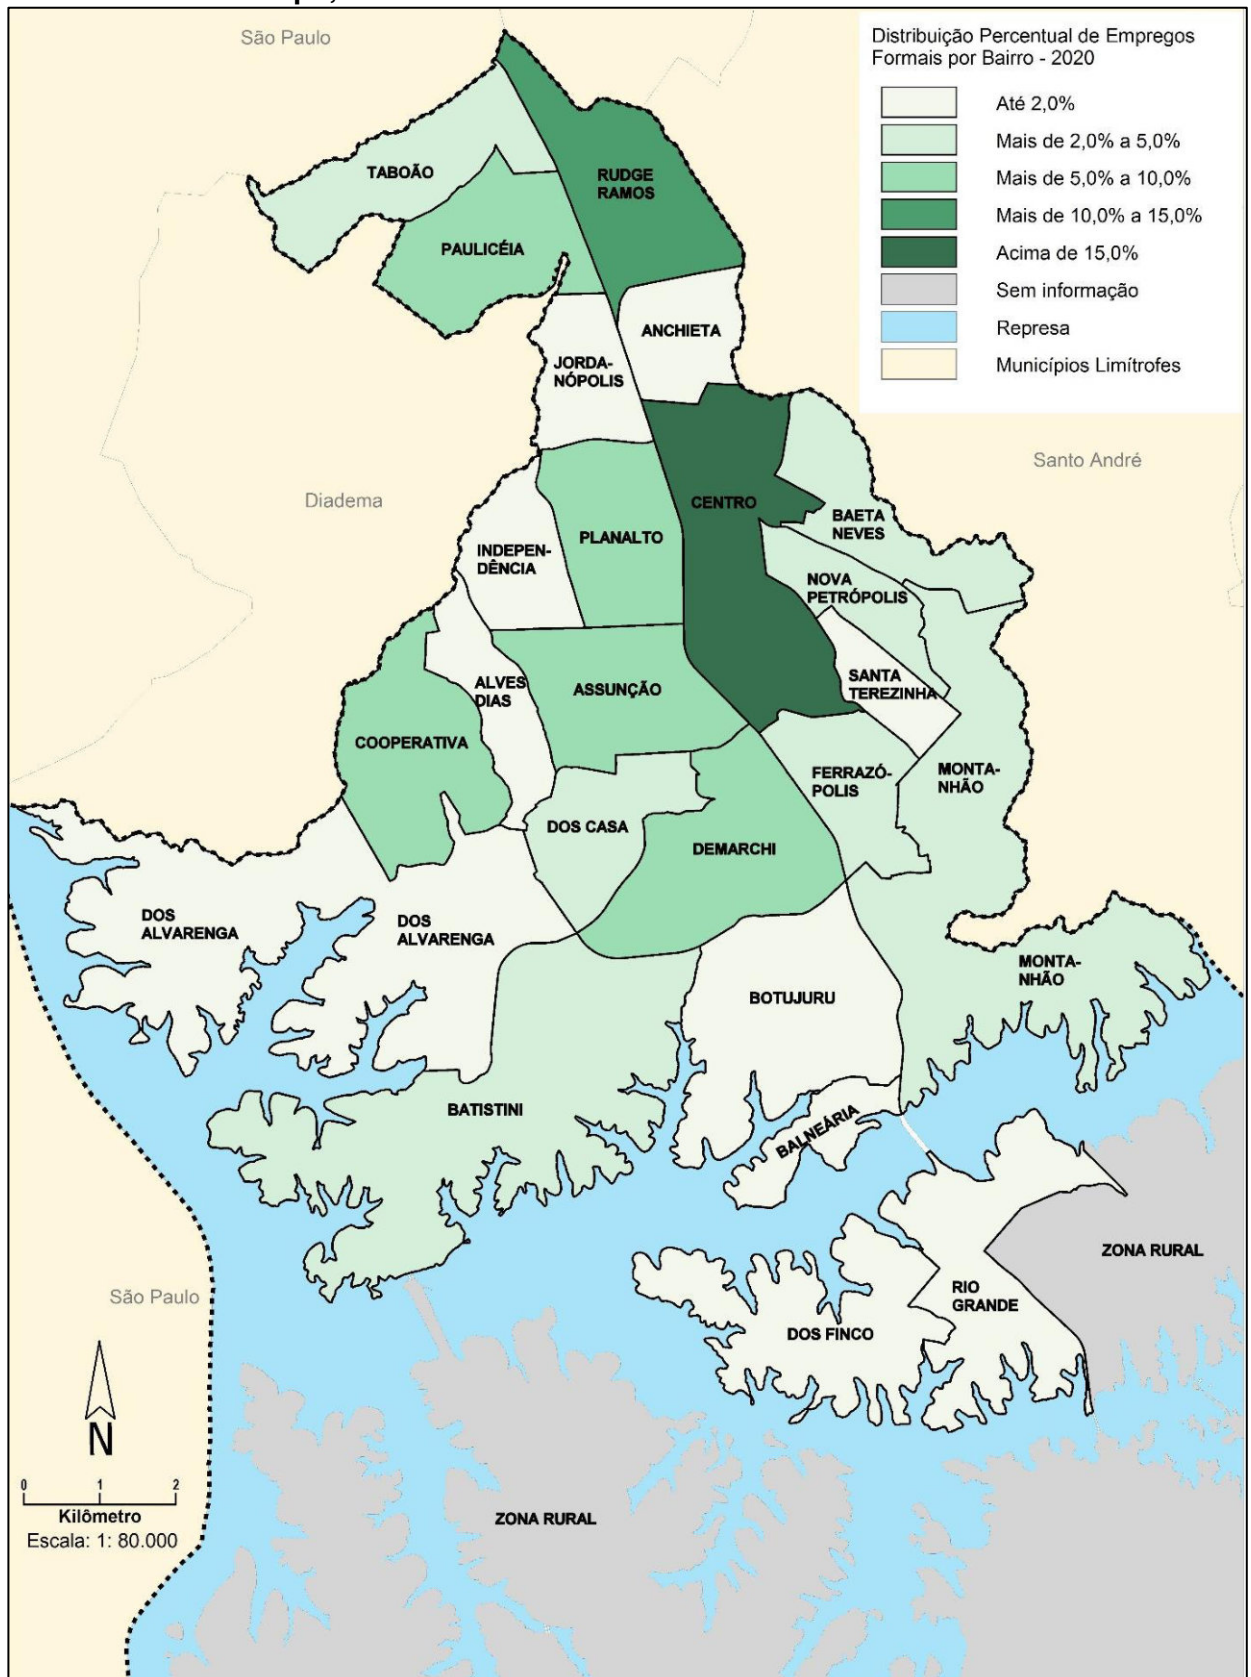 São Paulo
Distribuição Percentual de Empregos
Formais por Bairro - 2020
Até 2,0%
Mais de 2,0% a 5,0%
Mais de 5,0% a 10,0%
Mais de 10,0% a 15,0%
Acima de 15,0%
Sem informação
Represa
Municípios Limítrofes
TABOÃO
RUDGE
RAMOS
PAULICÉIA
ANCHIETA
JORDA-
NÓPOLIS
Santo André
Diadema
CENTRO
BAETA
NEVES
PLANALTO
INDEPEN-
DÊNCIA
NOVA
PETRÓPOLIS
SANTA
TEREZINHA
ALVES
DIAS
ASSUNÇÃO
COOPERATIVA
FERRAZÓ-
POLIS
MONTA-
NHÃO
DOS CASA
DEMARCHI
DOS
ALVARENGA
DOS
ALVARENGA
MONTA-
NHÃO
BOTUJURU
BATISTINI
BALNEÁRIA
ZONA RURAL
São Paulo
RIO
GRANDE
DOS FINCO
N
0 1 2
Kilômetro
Escala: 1: 80.000
ZONA RURAL